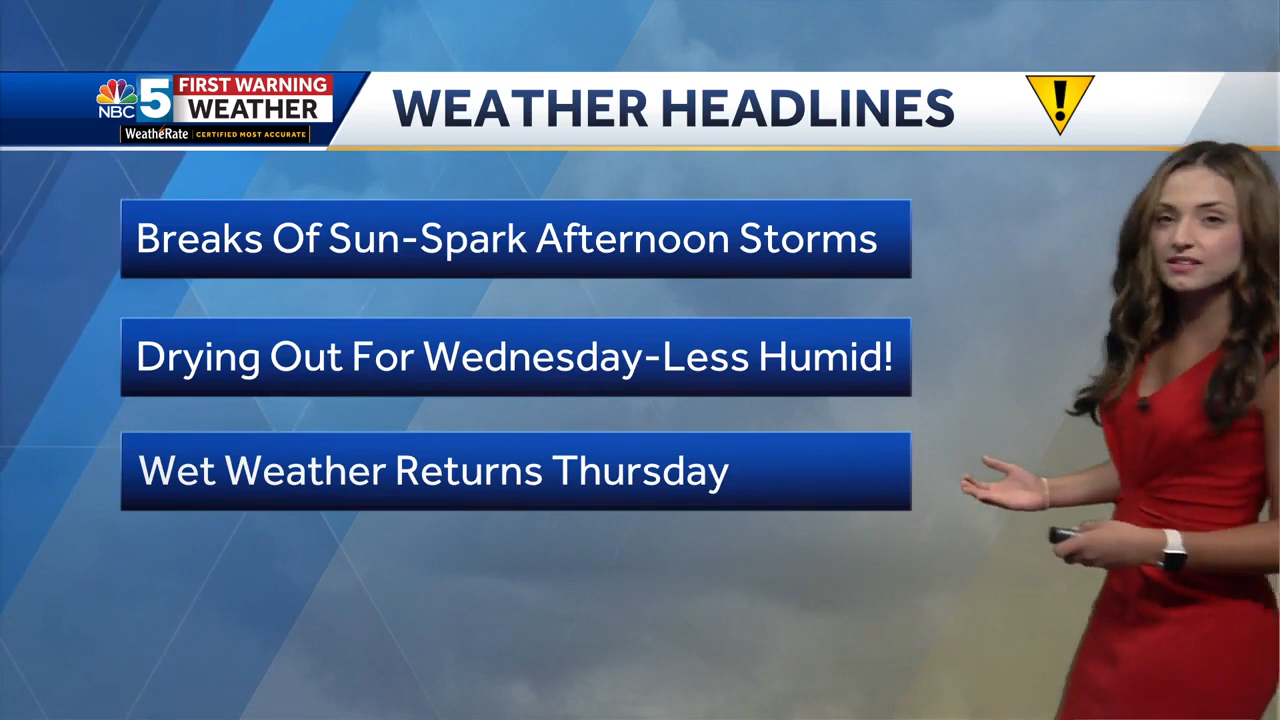 NBC 5 FIRST WARNING
WEATHER
WeatheRate CERTIFIED MOST ACCURATE
WEATHER HEADLINES
!
Breaks Of Sun-Spark Afternoon Storms
Drying Out For Wednesday-Less Humid!
Wet Weather Returns Thursday